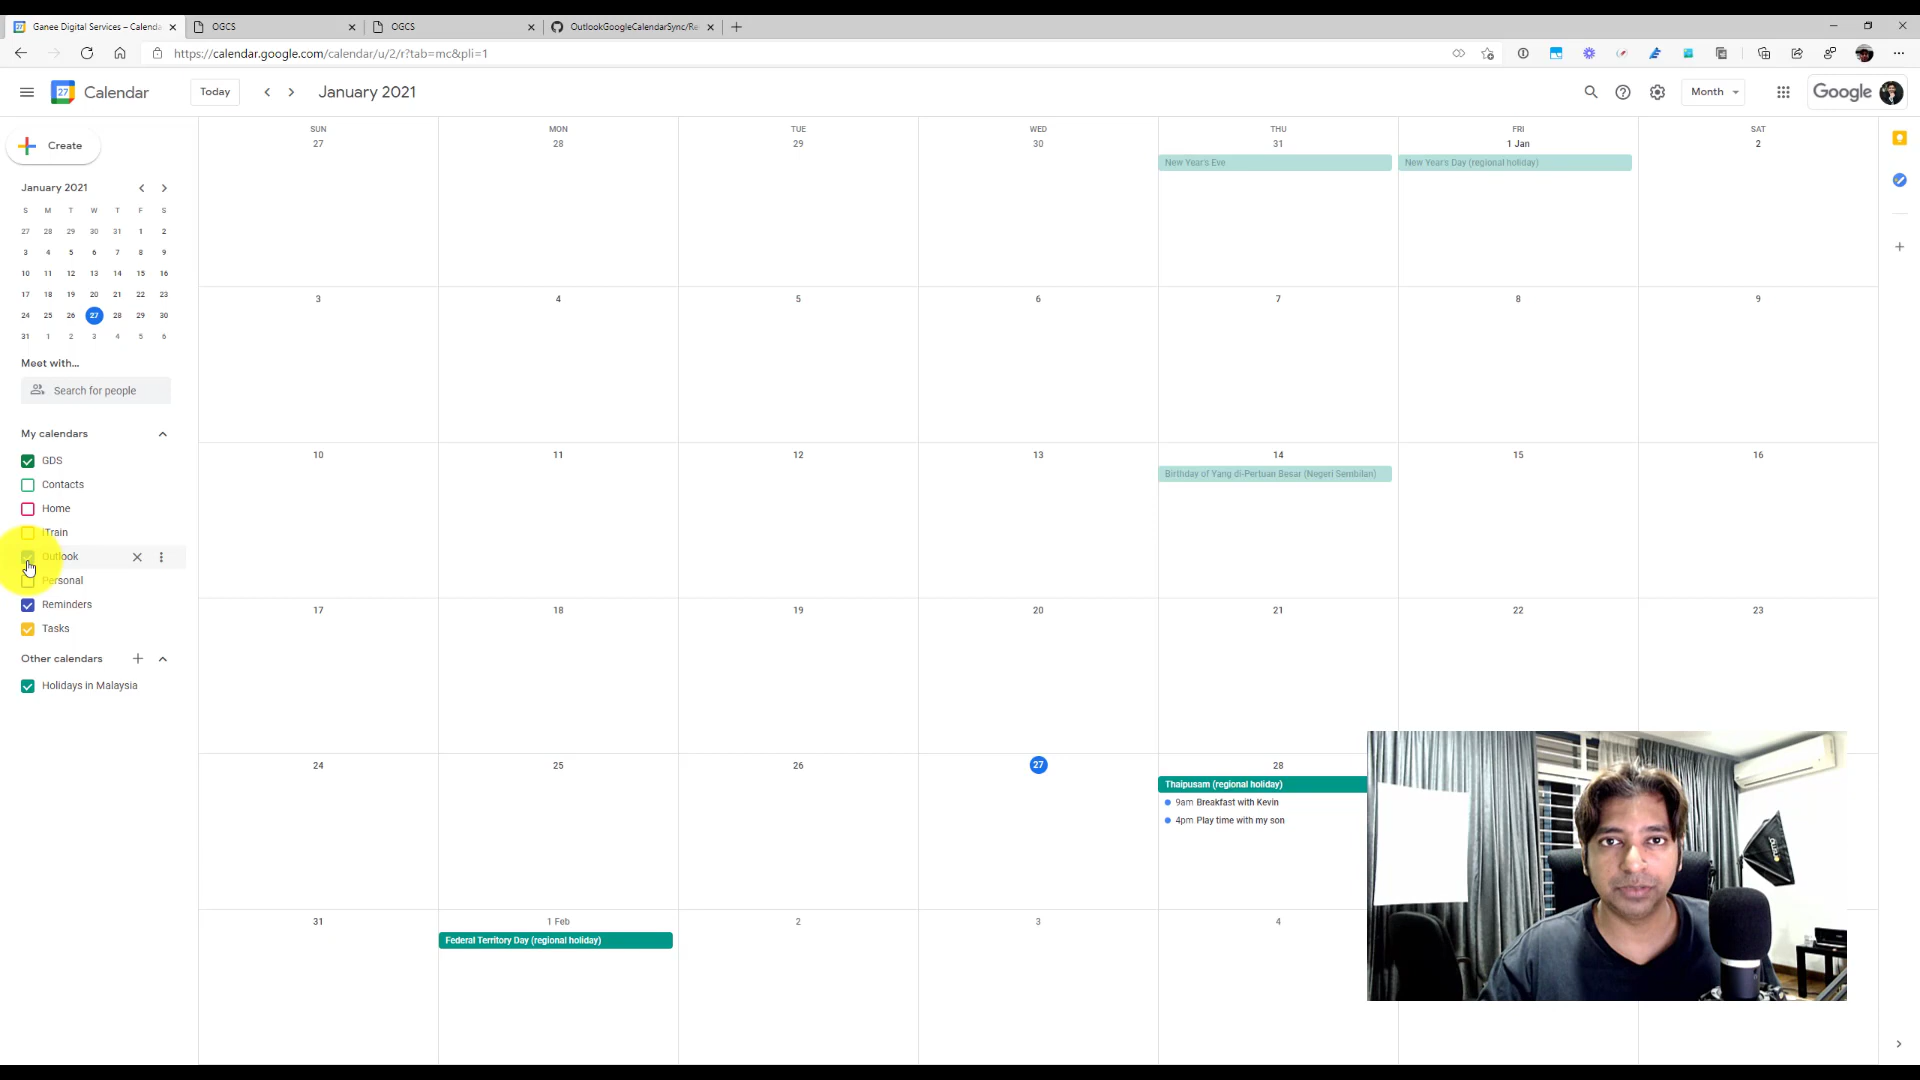 Ganee Digital Services – Calenda
OGCS
OGCS
OutlookGoogleCalendarSync/Re
https://calendar.google.com/calendar/u/2/r?tab=mc&pli=1
27 Calendar
Today
January 2021
Month
Google
Create
January 2021
S M T W T F S
27 28 29 30 31 1 2
3 4 5 6 7 8 9
10 11 12 13 14 15 16
17 18 19 20 21 22 23
24 25 26 27 28 29 30
31 1 2 3 4 5 6
Meet with...
Search for people
My calendars
GDS
Contacts
Home
iTrain
Outlook
Personal
Reminders
Tasks
Other calendars
Holidays in Malaysia
SUN MON TUE WED THU FRI SAT
27 28 29 30 31 1 Jan 2
New Year's Eve New Year's Day (regional holiday)
3 4 5 6 7 8 9
10 11 12 13 14 15 16
Birthday of Yang di-Pertuan Besar (Negeri Sembilan)
17 18 19 20 21 22 23
24 25 26 27 28
Thaipusam (regional holiday)
9am Breakfast with Kevin
4pm Play time with my son
31 1 Feb 2 3 4
Federal Territory Day (regional holiday)